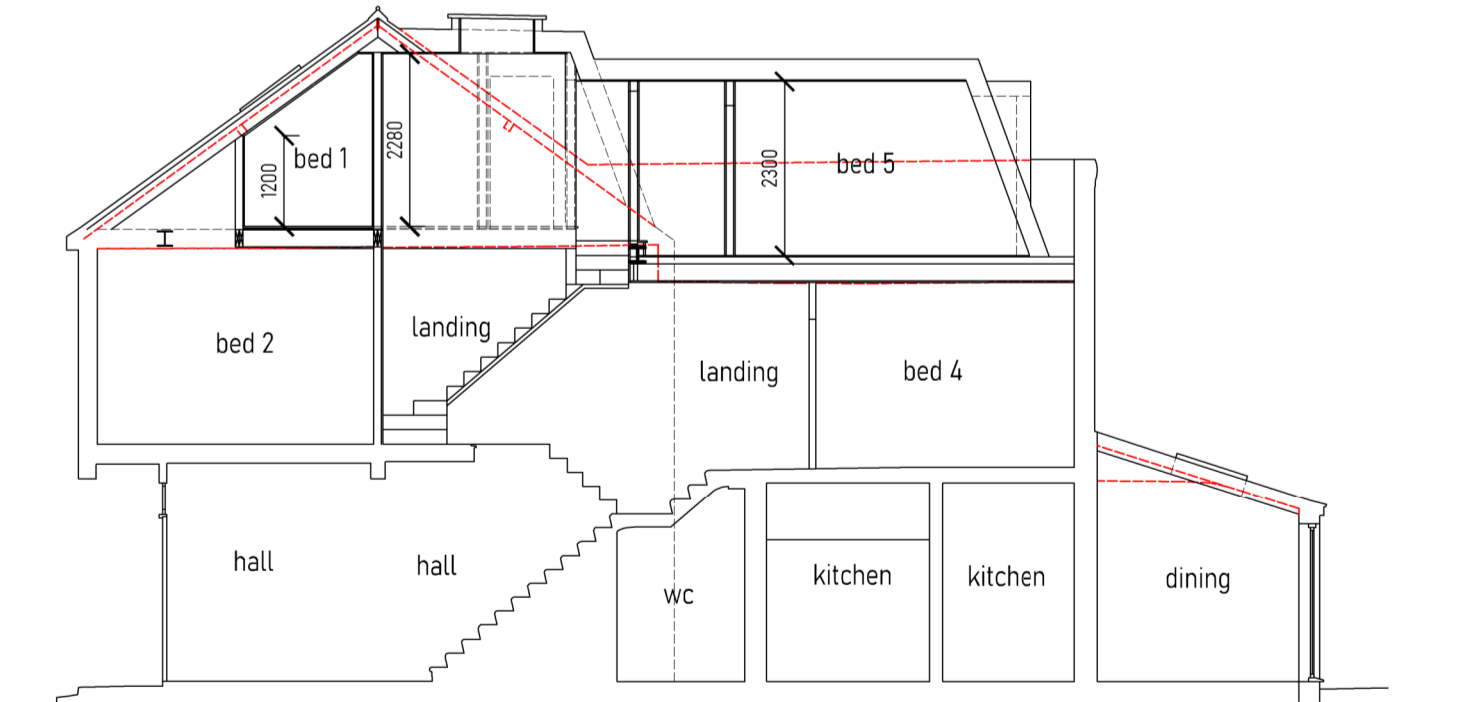 bed 1
1200
2280
2300
bed 5
bed 2
landing
landing
bed 4
hall
hall
wc
kitchen
kitchen
dining